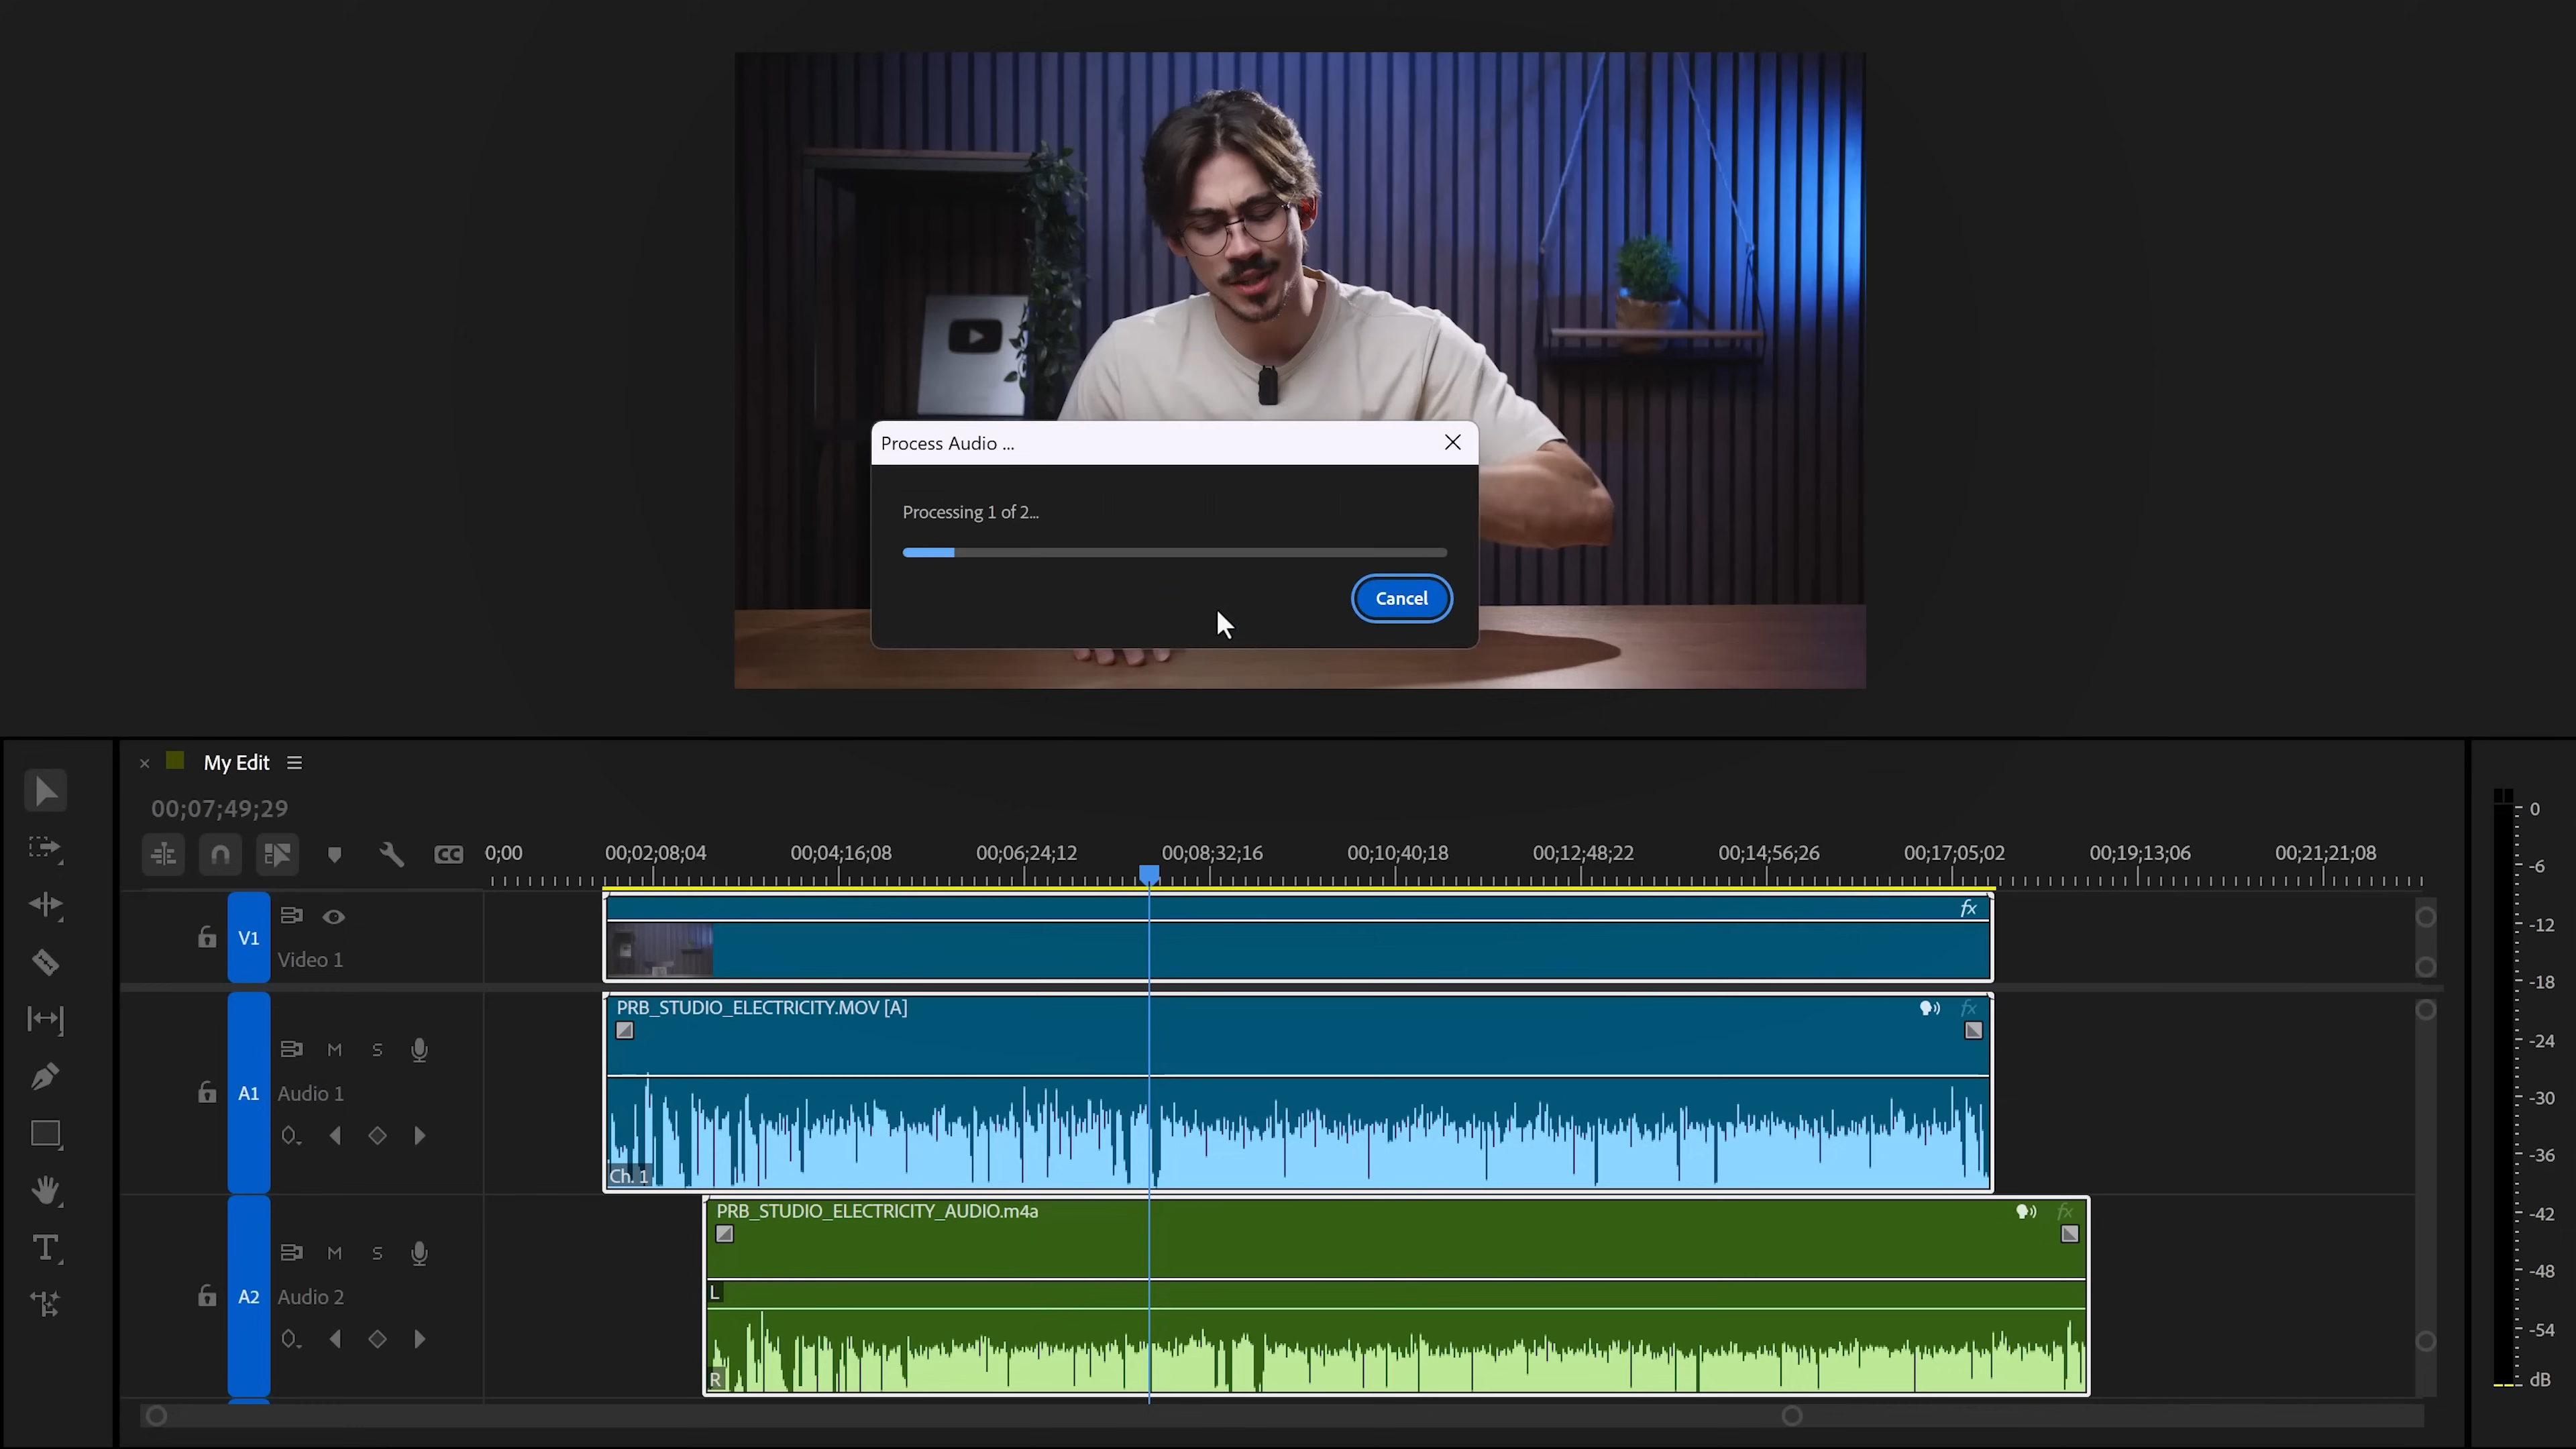 Process Audio ...
Processing 1 of 2...
Cancel
My Edit
00;07;49;29
CC
0;00 00;02;08;04 00;04;16;08 00;06;24;12 00;08;32;16 00;10;40;18 00;12;48;22 00;14;56;26 00;17;05;02 00;19;13;06 00;21;21;08
V1
Video 1
fx
PRB_STUDIO_ELECTRICITY.MOV [A]
fx
M S
A1
Audio 1
Ch. 1
PRB_STUDIO_ELECTRICITY_AUDIO.m4a
fx
M S
L
A2
Audio 2
R
T
0
-6
-12
-18
-24
-30
-36
-42
-48
-54
dB